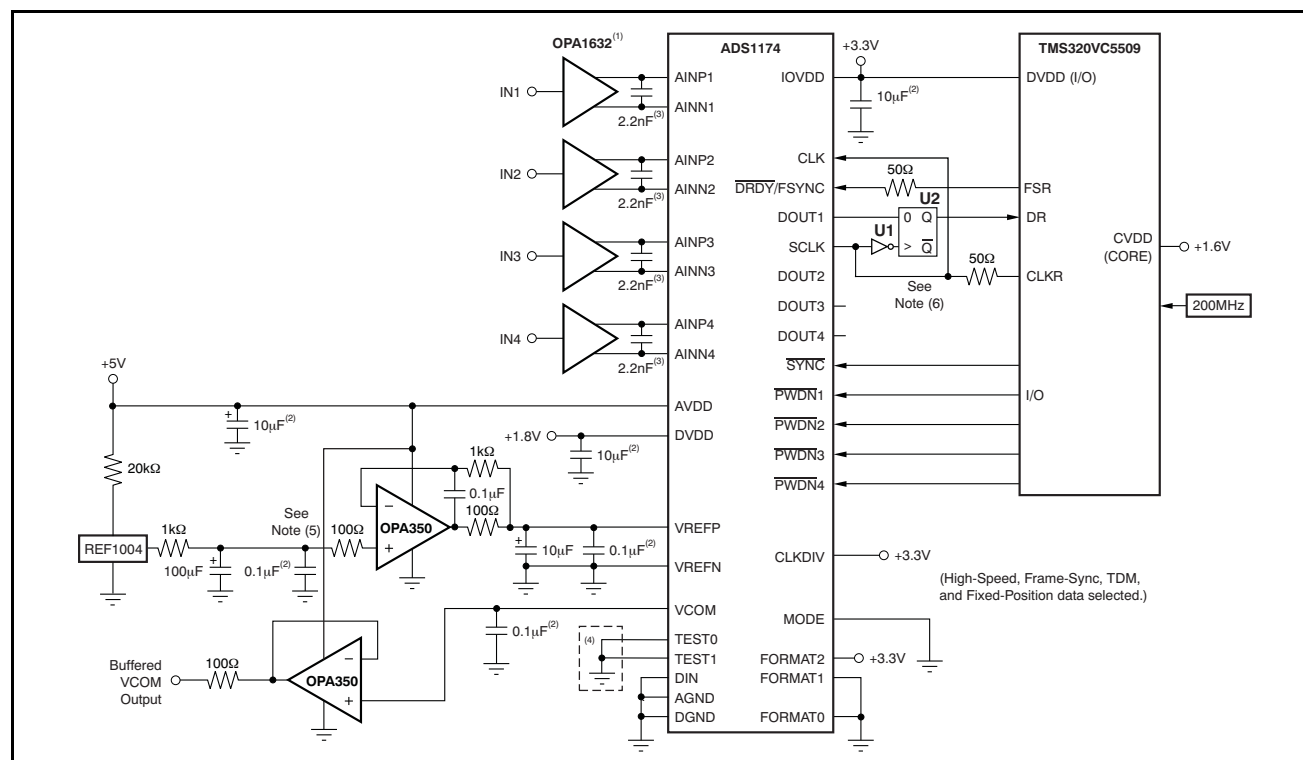 OPA1632(1)
ADS1174
+3.3V
TMS320VC5509
IN1
AINP1
AINN1
2.2nF(3)
IOVDD
10μF(2)
DVDD (I/O)
IN2
AINP2
AINN2
2.2nF(3)
CLK
DRDY/FSYNC
50Ω
FSR
DOUT1
U2
0 Q
DR
U1
> Q
SCLK
IN3
AINP3
AINN3
2.2nF(3)
DOUT2
See
Note (6)
50Ω
CLKR
CVDD
(CORE)
+1.6V
200MHz
DOUT3
DOUT4
IN4
AINP4
AINN4
2.2nF(3)
SYNC
PWDN1
I/O
PWDN2
PWDN3
PWDN4
+5V
AVDD
+
10μF(2)
+1.8V
DVDD
10μF(2)
20kΩ
1kΩ
0.1μF
−
OPA350
+
100Ω
See
Note (5)
100Ω
REF1004
1kΩ
+
100μF
0.1μF(2)
VREFP
+
10μF
0.1μF(2)
VREFN
CLKDIV
+3.3V
(High-Speed, Frame-Sync, TDM,
and Fixed-Position data selected.)
VCOM
0.1μF(2)
MODE
(4)
TEST0
TEST1
FORMAT2
+3.3V
Buffered
VCOM
Output
100Ω
−
OPA350
+
DIN
FORMAT1
AGND
DGND
FORMAT0